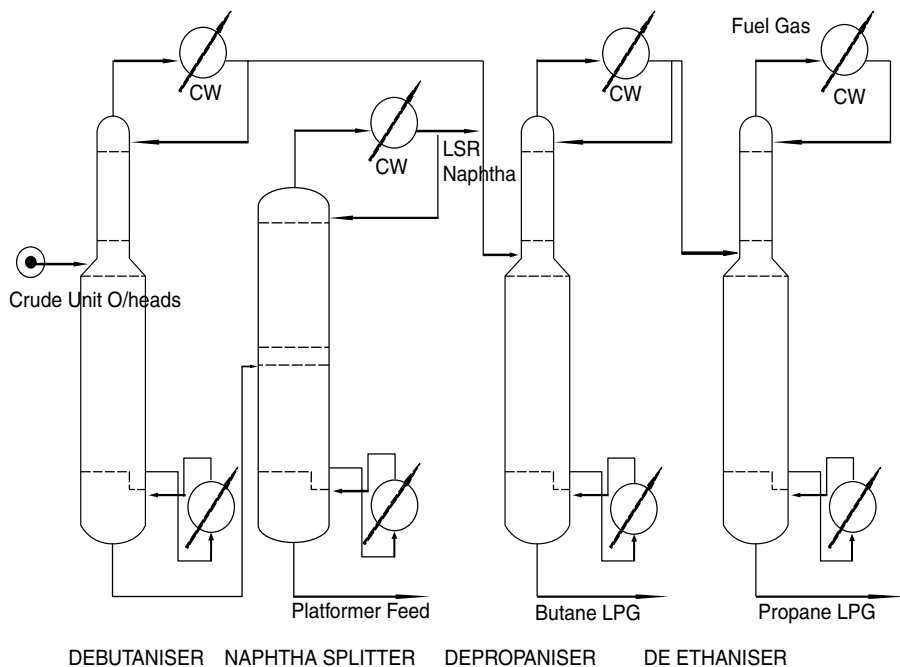 Fuel Gas
CW
CW
CW
CW
LSR
Naphtha
Crude Unit O/heads
Platformer Feed
Butane LPG
Propane LPG
DEBUTANISER
NAPHTHA SPLITTER
DEPROPANISER
DE ETHANISER